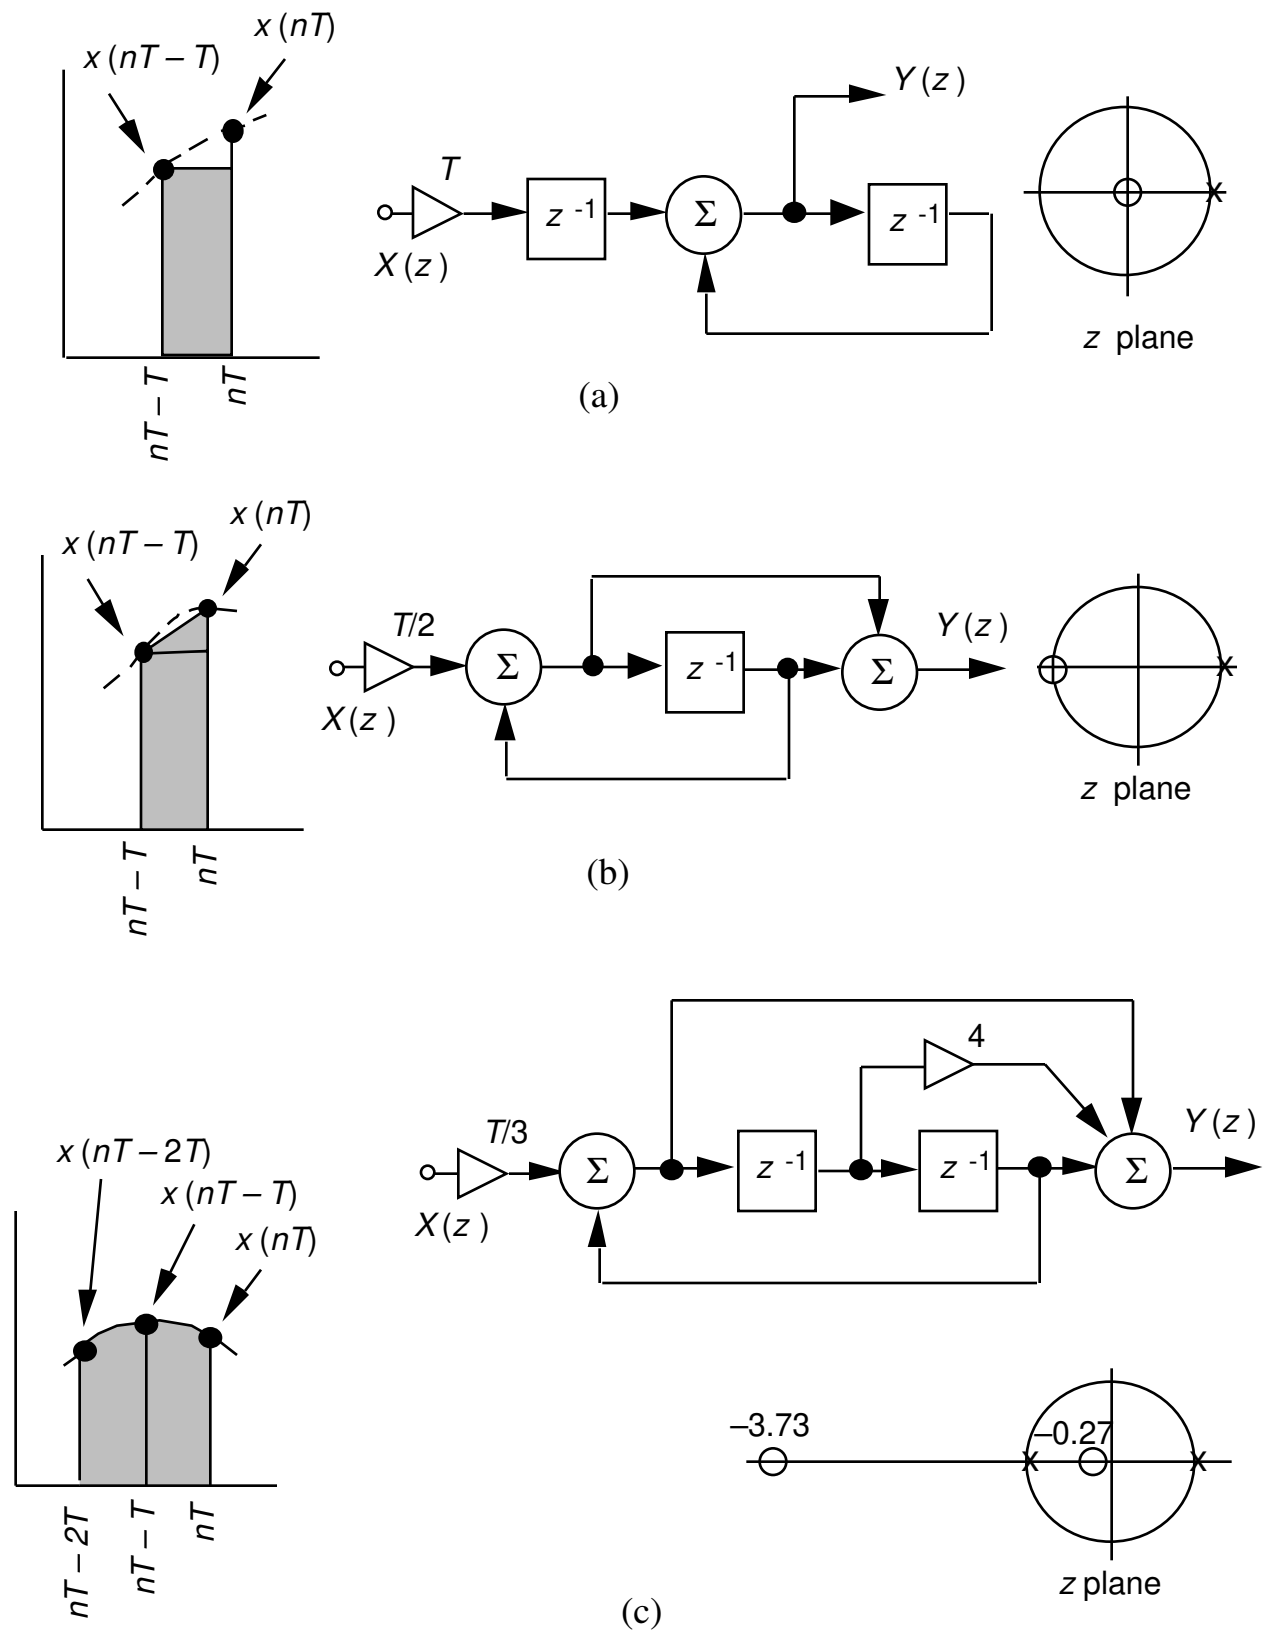 x (nT)
x (nT – T)
Y (z )
T
z -1
Σ
z -1
X (z )
z plane
nT – T
nT
(a)
x (nT)
x (nT – T)
T/2
Y (z )
Σ
z -1
Σ
X (z )
z plane
nT – T
nT
(b)
4
T/3
Y (z )
x (nT – 2T)
Σ
z -1
z -1
Σ
x (nT – T)
X (z )
x (nT)
–3.73
–0.27
nT – 2T
nT – T
nT
z plane
(c)